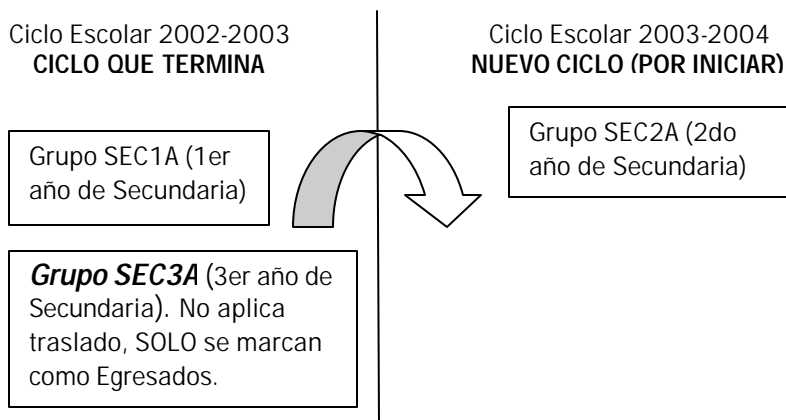 Ciclo Escolar 2002-2003
CICLO QUE TERMINA
Ciclo Escolar 2003-2004
NUEVO CICLO (POR INICIAR)
Grupo SEC1A (1er
año de Secundaria)
Grupo SEC2A (2do
año de Secundaria)
Grupo SEC3A (3er año de
Secundaria). No aplica
traslado, SOLO se marcan
como Egresados.